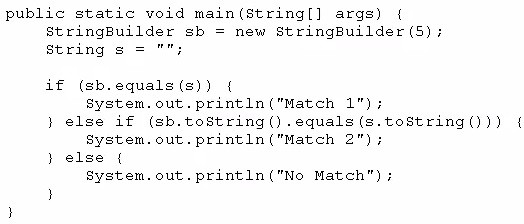 public static void main(String[] args) {
    StringBuilder sb = new StringBuilder(5);
    String s = "";

    if (sb.equals(s)) {
        System.out.println("Match 1");
    } else if (sb.toString().equals(s.toString())) {
        System.out.println("Match 2");
    } else {
        System.out.println("No Match");
    }
}